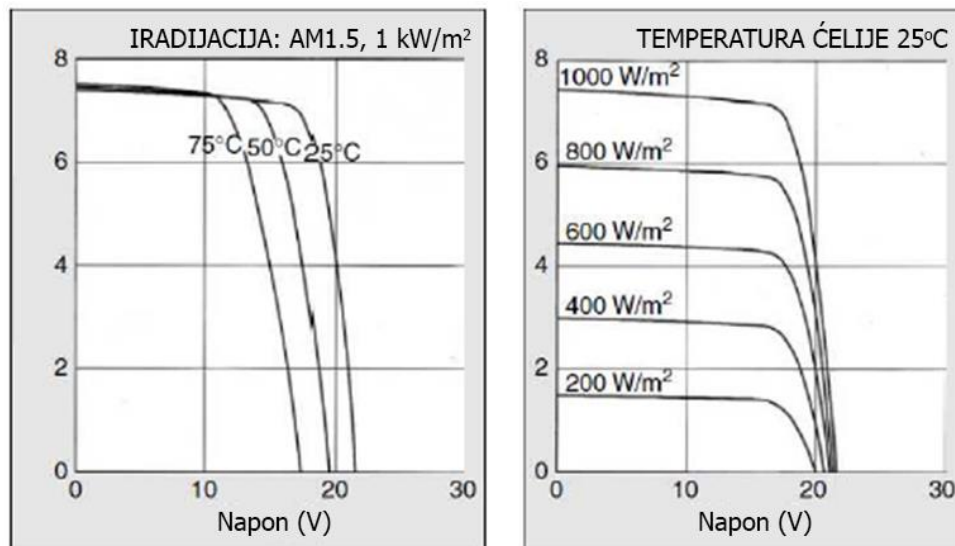 IRADIJACIJA: AM1.5, 1 kW/m²
8
6
4
2
0
75°C 50°C 25°C
0 10 20 30
Napon (V)
TEMPERATURA ĆELIJE 25°C
8
6
4
2
0
1000 W/m²
800 W/m²
600 W/m²
400 W/m²
200 W/m²
0 10 20 30
Napon (V)